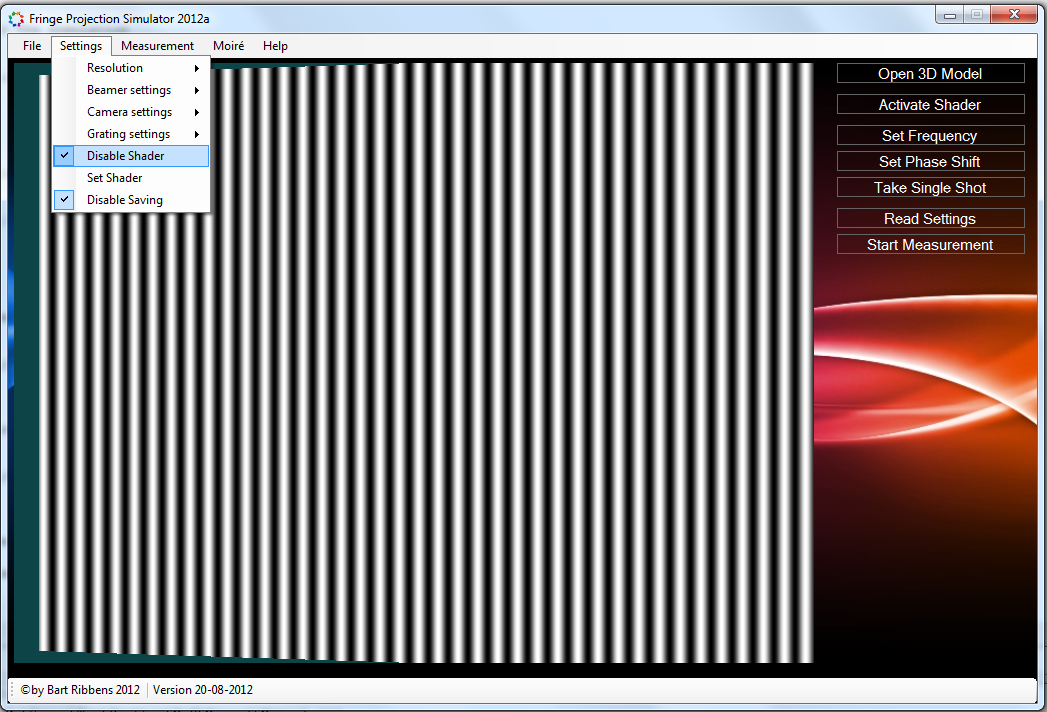 Fringe Projection Simulator 2012a
File Settings Measurement Moiré Help
Resolution
Beamer settings
Camera settings
Grating settings
Disable Shader
Set Shader
Disable Saving
Open 3D Model
Activate Shader
Set Frequency
Set Phase Shift
Take Single Shot
Read Settings
Start Measurement
©by Bart Ribbens 2012 Version 20-08-2012